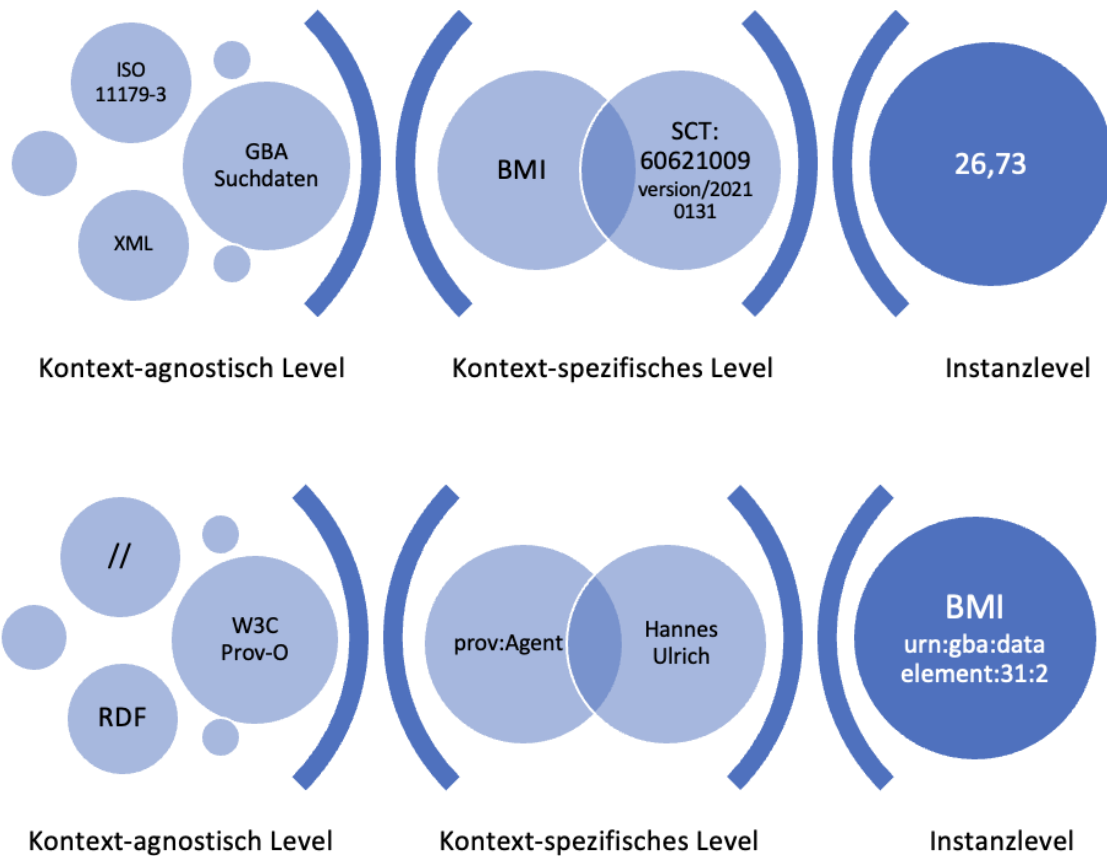 ISO
11179-3
GBA
Suchdaten
XML
BMI
SCT:
60621009
version/2021
0131
26,73
Kontext-agnostisch Level
Kontext-spezifisches Level
Instanzlevel
//
W3C
Prov-O
RDF
prov:Agent
Hannes
Ulrich
BMI
urn:gba:data
element:31:2
Kontext-agnostisch Level
Kontext-spezifisches Level
Instanzlevel